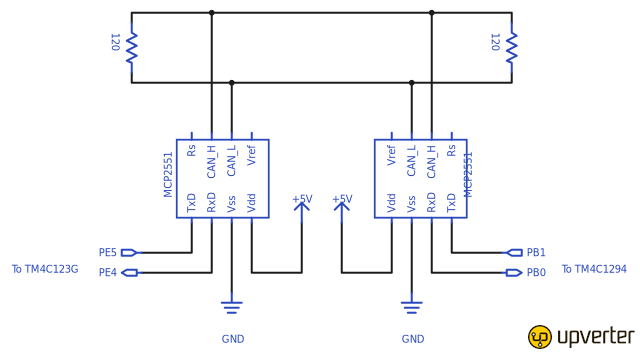 120
120
Rs
CAN_H
CAN_L
Vref
Vref
CAN_L
CAN_H
Rs
MCP2551
MCP2551
TxD
RxD
Vss
Vdd
+5V
+5V
Vdd
Vss
RxD
TxD
PE5
PB1
To TM4C123G
PE4
PB0
To TM4C1294
GND
GND
upverter